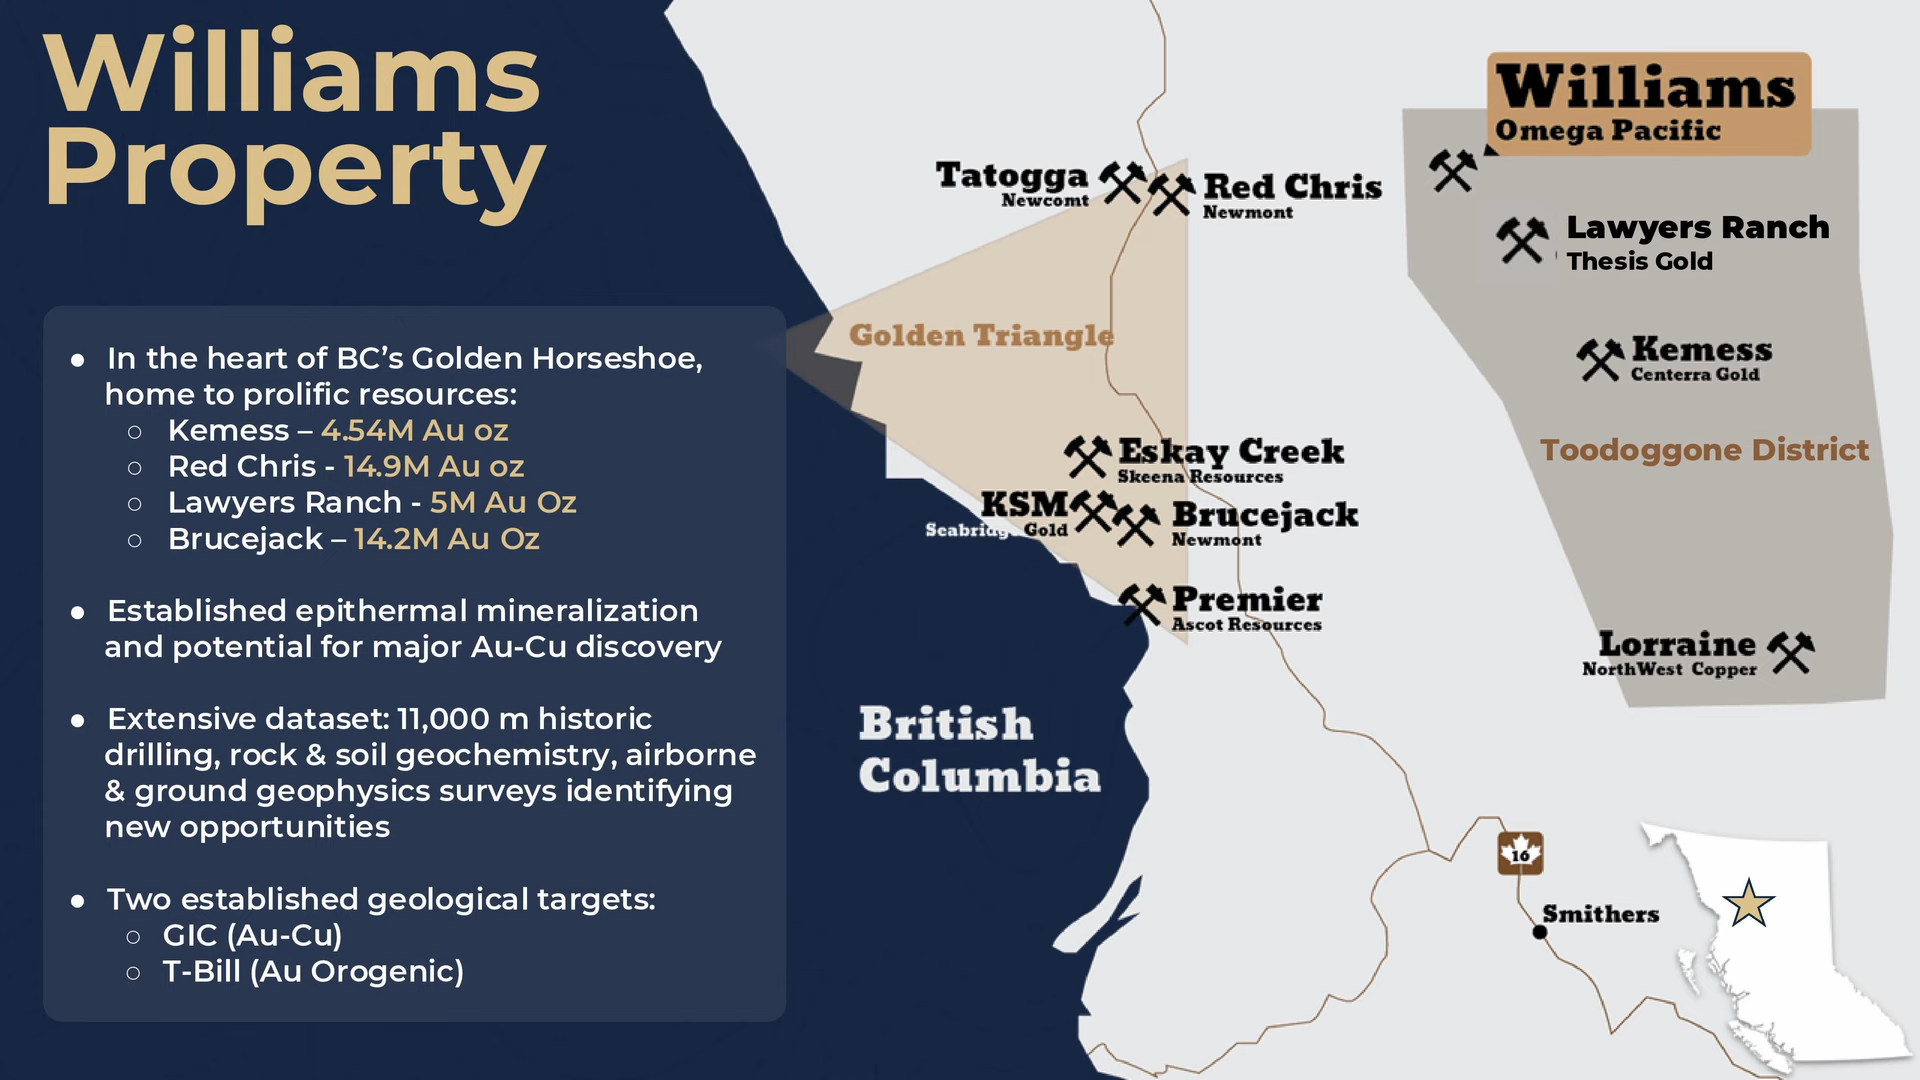 Williams
Property
● In the heart of BC’s Golden Horseshoe,
home to prolific resources:
○ Kemess – 4.54M Au oz
○ Red Chris - 14.9M Au oz
○ Lawyers Ranch - 5M Au Oz
○ Brucejack – 14.2M Au Oz
● Established epithermal mineralization
and potential for major Au-Cu discovery
● Extensive dataset: 11,000 m historic
drilling, rock & soil geochemistry, airborne
& ground geophysics surveys identifying
new opportunities
● Two established geological targets:
○ GIC (Au-Cu)
○ T-Bill (Au Orogenic)
Tatogga
Newcomt
Red Chris
Newmont
Golden Triangle
Eskay Creek
Skeena Resources
KSM
Seabridge Gold
Brucejack
Newmont
Premier
Ascot Resources
British
Columbia
Williams
Omega Pacific
Lawyers Ranch
Thesis Gold
Kemess
Centerra Gold
Toodoggone District
Lorraine
NorthWest Copper
16
Smithers